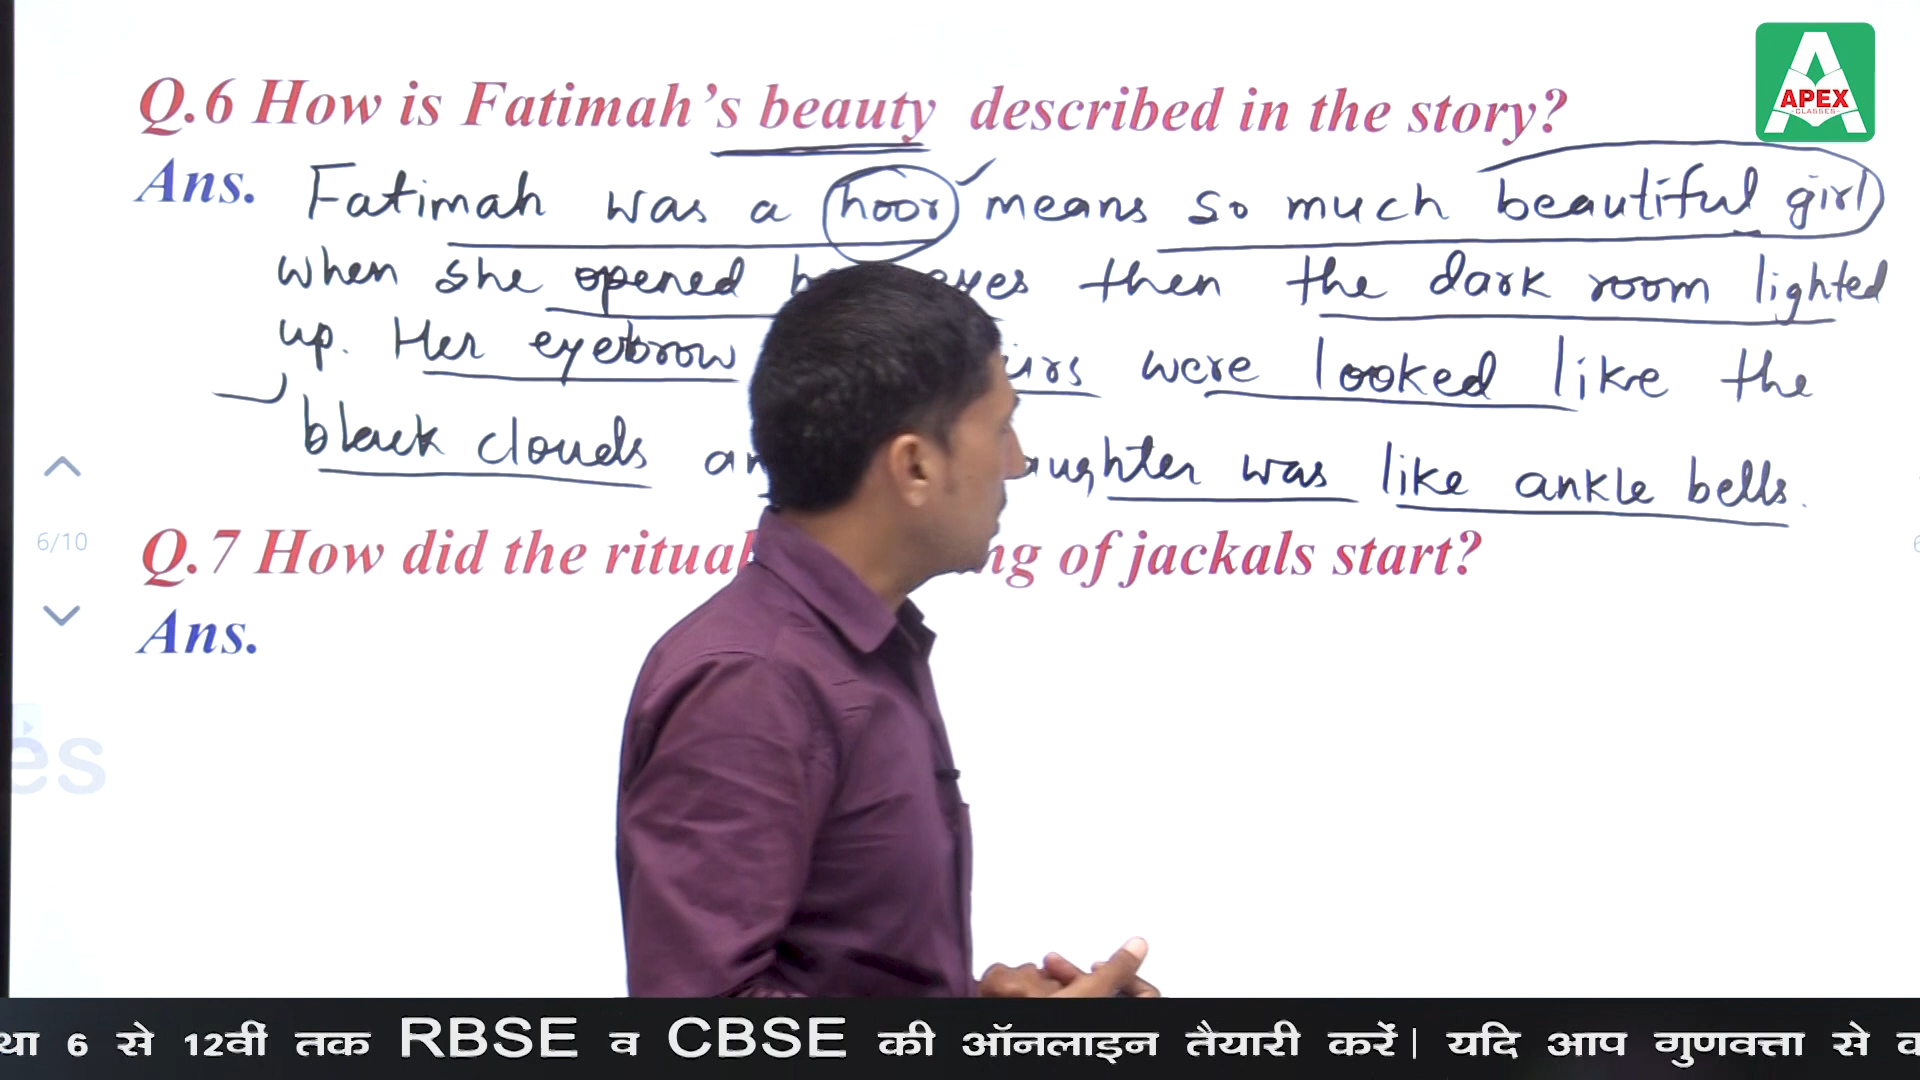 APEX
CLASSES
Q.6 How is Fatimah's beauty described in the story?
Ans. Fatimah was a hoor means so much beautiful girl
when she opened eyes then the dark room lighted
up. Her eyebrow were looked like the
black clouds was like ankle bells.
6/10
Q.7 How did the ritual of jackals start?
Ans.
6 से 12वीं तक RBSE व CBSE की ऑनलाइन तैयारी करें| यदि आप गुणवत्ता से